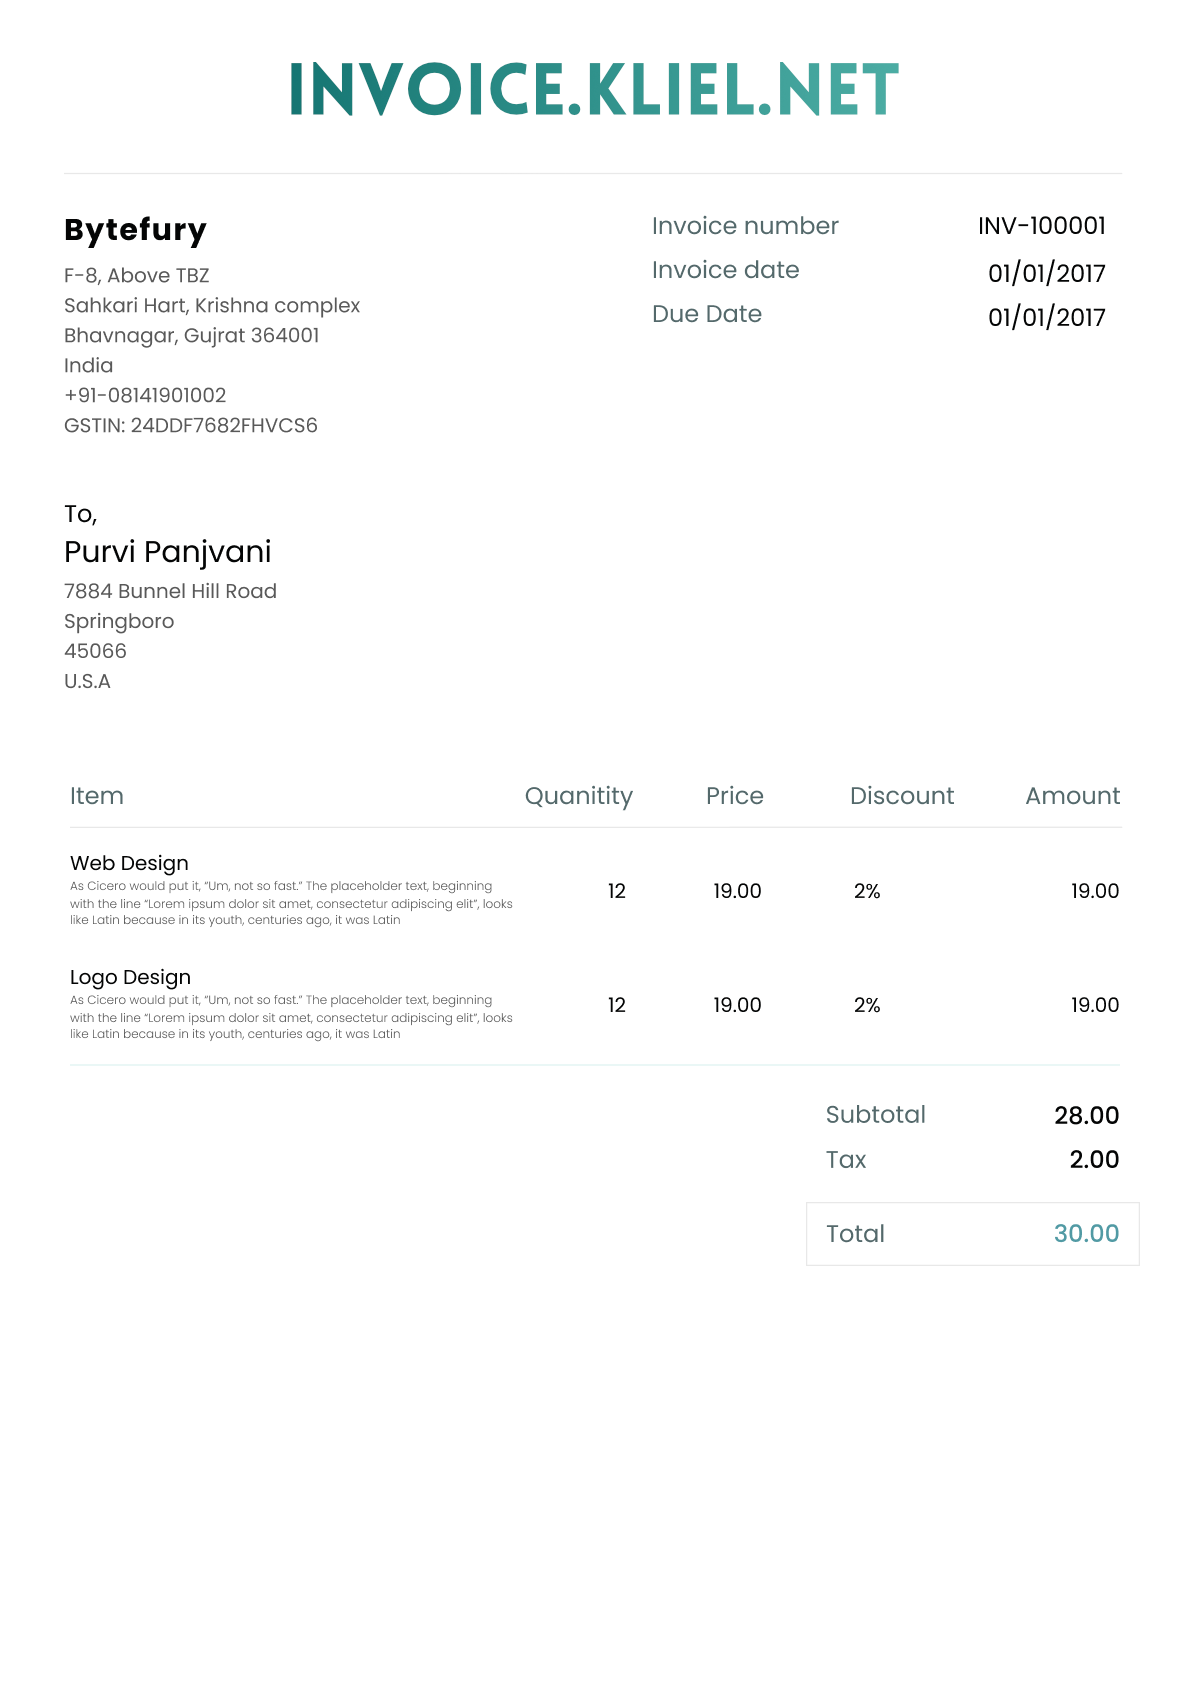 INVOICE.KLIEL.NET
Bytefury
F-8, Above TBZ
Sahkari Hart, Krishna complex
Bhavnagar, Gujrat 364001
India
+91-08141901002
GSTIN: 24DDF7682FHVCS6
Invoice number INV-100001
Invoice date 01/01/2017
Due Date 01/01/2017
To,
Purvi Panjvani
7884 Bunnel Hill Road
Springboro
45066
U.S.A
Item Quanitity Price Discount Amount
Web Design
As Cicero would put it, “Um, not so fast.” The placeholder text, beginning
with the line “Lorem ipsum dolor sit amet, consectetur adipiscing elit”, looks
like Latin because in its youth, centuries ago, it was Latin
12 19.00 2% 19.00
Logo Design
As Cicero would put it, “Um, not so fast.” The placeholder text, beginning
with the line “Lorem ipsum dolor sit amet, consectetur adipiscing elit”, looks
like Latin because in its youth, centuries ago, it was Latin
12 19.00 2% 19.00
Subtotal 28.00
Tax 2.00
Total 30.00